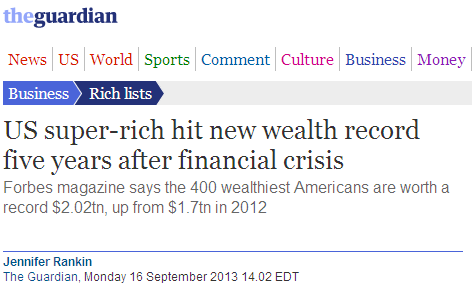 theguardian
News US World Sports Comment Culture Business Money
Business Rich lists
US super-rich hit new wealth record
five years after financial crisis
Forbes magazine says the 400 wealthiest Americans are worth a
record $2.02tn, up from $1.7tn in 2012
Jennifer Rankin
The Guardian, Monday 16 September 2013 14.02 EDT